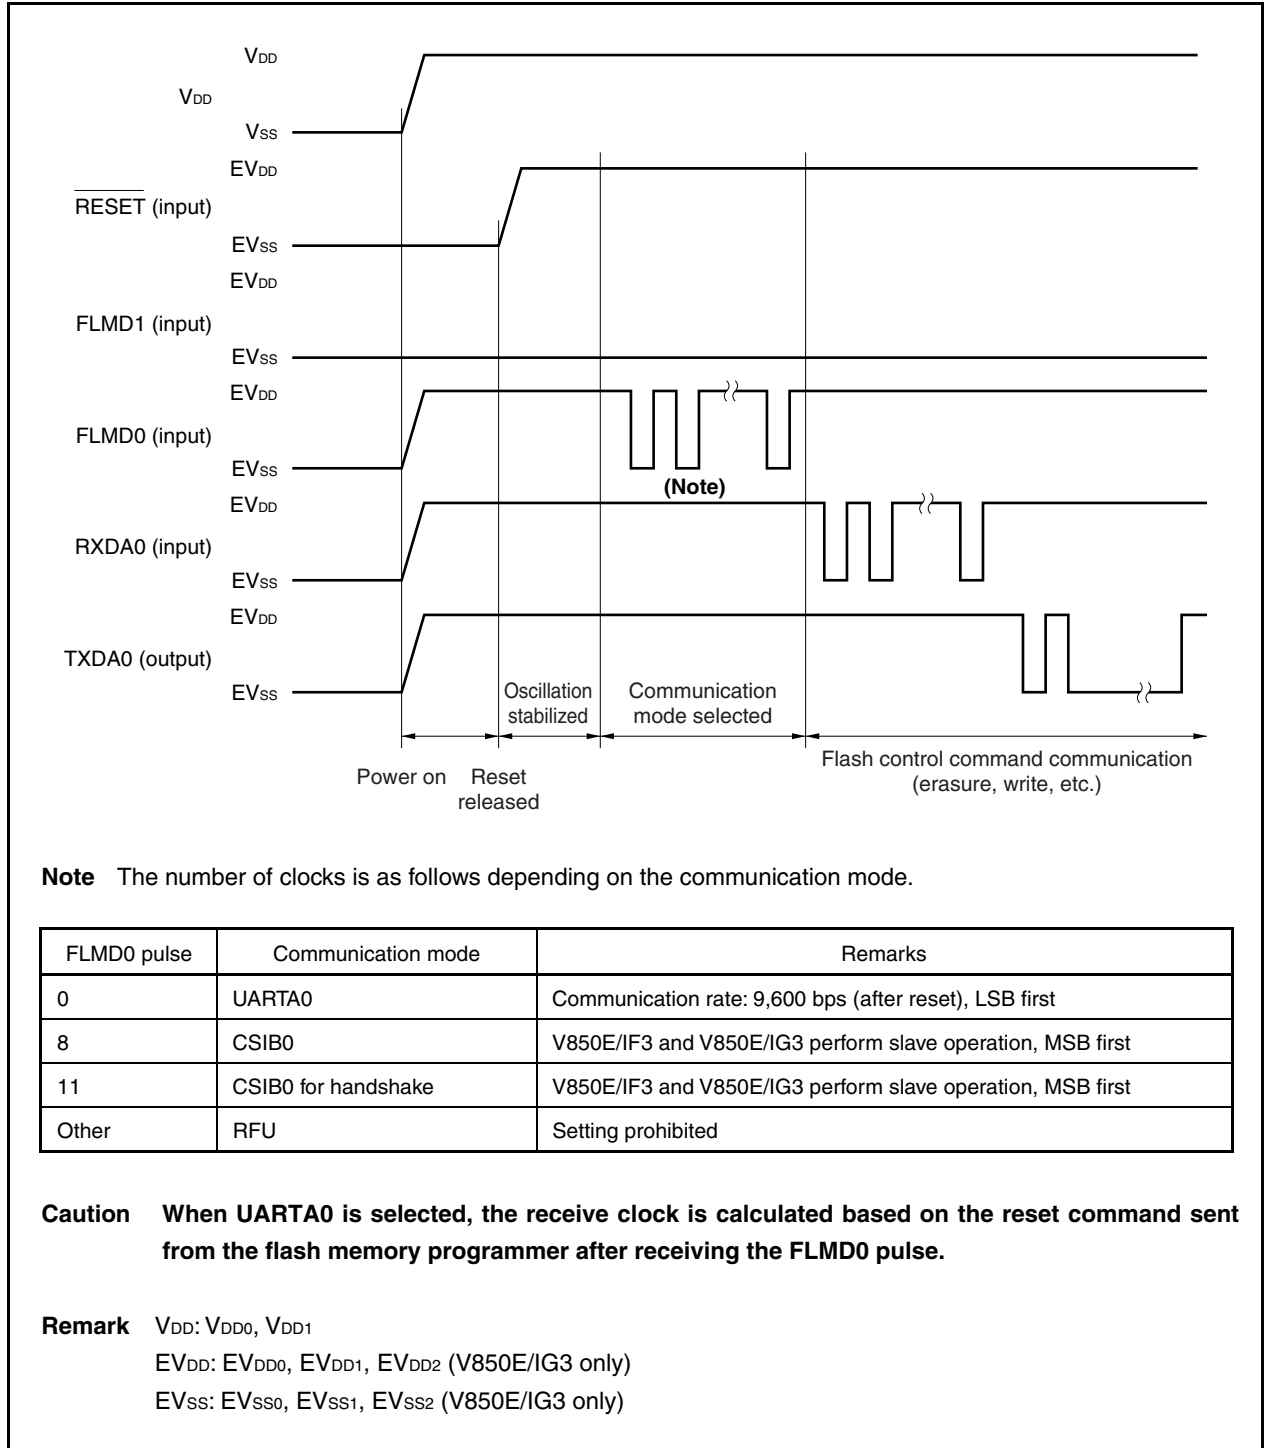 VDD
VDD
VSS
EVDD
RESET (input)
EVSS
EVDD
FLMD1 (input)
EVSS
EVDD
FLMD0 (input)
EVSS
(Note)
EVDD
RXDA0 (input)
EVSS
EVDD
TXDA0 (output)
EVSS
Oscillation
stabilized
Communication
mode selected
Power on
Reset
released
Flash control command communication
(erasure, write, etc.)
Note The number of clocks is as follows depending on the communication mode.
FLMD0 pulse Communication mode Remarks
0 UARTA0 Communication rate: 9,600 bps (after reset), LSB first
8 CSIB0 V850E/IF3 and V850E/IG3 perform slave operation, MSB first
11 CSIB0 for handshake V850E/IF3 and V850E/IG3 perform slave operation, MSB first
Other RFU Setting prohibited
Caution When UARTA0 is selected, the receive clock is calculated based on the reset command sent
from the flash memory programmer after receiving the FLMD0 pulse.
Remark VDD: VDD0, VDD1
EVDD: EVDD0, EVDD1, EVDD2 (V850E/IG3 only)
EVSS: EVSS0, EVSS1, EVSS2 (V850E/IG3 only)